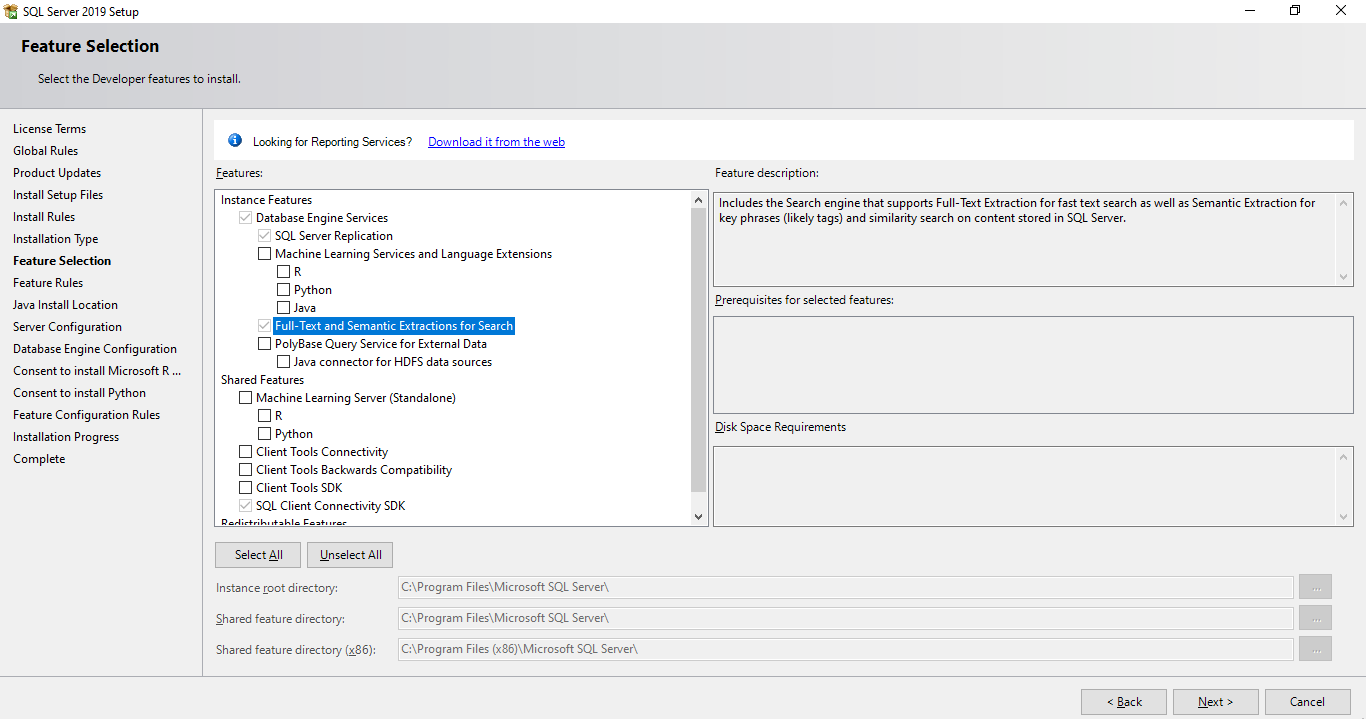 SQL Server 2019 Setup
Feature Selection
Select the Developer features to install.
License Terms
Global Rules
Product Updates
Install Setup Files
Install Rules
Installation Type
Feature Selection
Feature Rules
Java Install Location
Server Configuration
Database Engine Configuration
Consent to install Microsoft R ...
Consent to install Python
Feature Configuration Rules
Installation Progress
Complete
Looking for Reporting Services? Download it from the web
Features:
Instance Features
Database Engine Services
SQL Server Replication
Machine Learning Services and Language Extensions
R
Python
Java
Full-Text and Semantic Extractions for Search
PolyBase Query Service for External Data
Java connector for HDFS data sources
Shared Features
Machine Learning Server (Standalone)
R
Python
Client Tools Connectivity
Client Tools Backwards Compatibility
Client Tools SDK
SQL Client Connectivity SDK
Redistributable Features
Feature description:
Includes the Search engine that supports Full-Text Extraction for fast text search as well as Semantic Extraction for
key phrases (likely tags) and similarity search on content stored in SQL Server.
Prerequisites for selected features:
Disk Space Requirements
Select All Unselect All
Instance root directory: C:\Program Files\Microsoft SQL Server\ ...
Shared feature directory: C:\Program Files\Microsoft SQL Server\ ...
Shared feature directory (x86): C:\Program Files (x86)\Microsoft SQL Server\ ...
< Back Next > Cancel